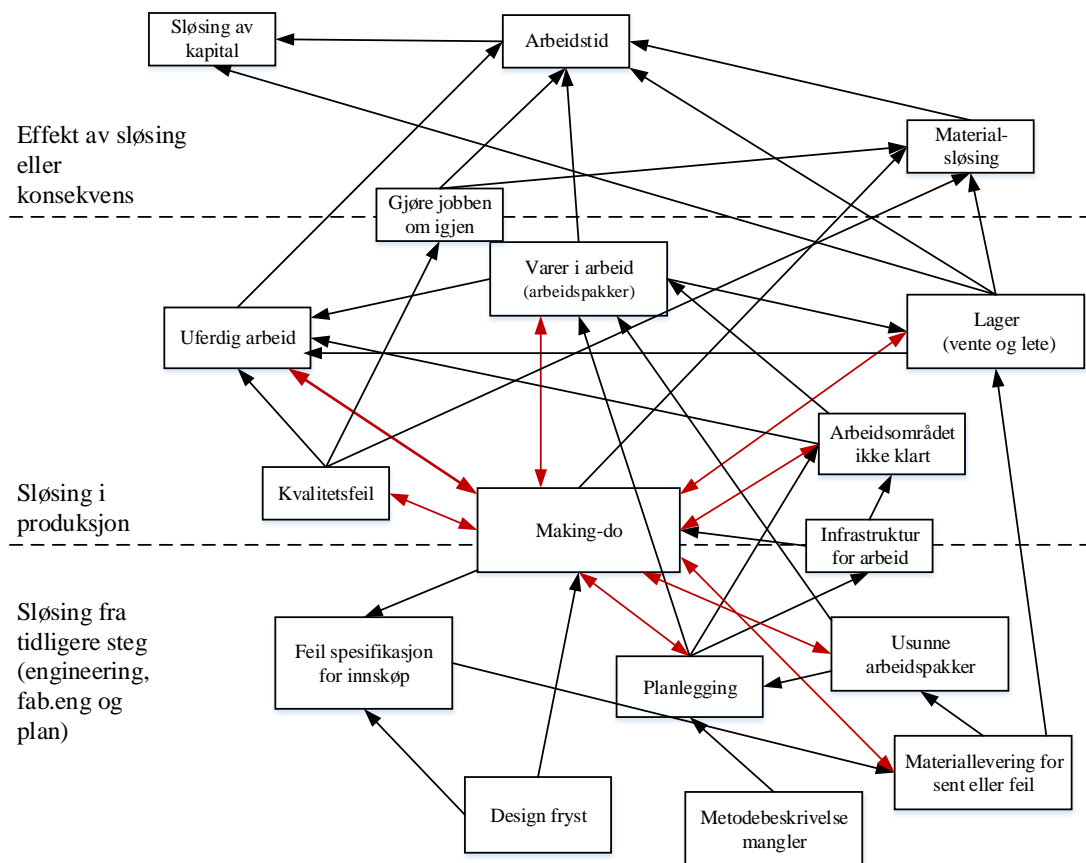 Sløsing av
kapital
Arbeidstid
Effekt av sløsing
eller
konsekvens
Material-
sløsing
Gjøre jobben
om igjen
Varer i arbeid
(arbeidspakker)
Uferdig arbeid
Lager
(vente og lete)
Arbeidsområdet
ikke klart
Sløsing i
produksjon
Kvalitetsfeil
Making-do
Infrastruktur
for arbeid
Sløsing fra
tidligere steg
(engineering,
fab.eng og
plan)
Feil spesifikasjon
for innskøp
Planlegging
Usunne
arbeidspakker
Materiallevering for
sent eller feil
Design fryst
Metodebeskrivelse
mangler